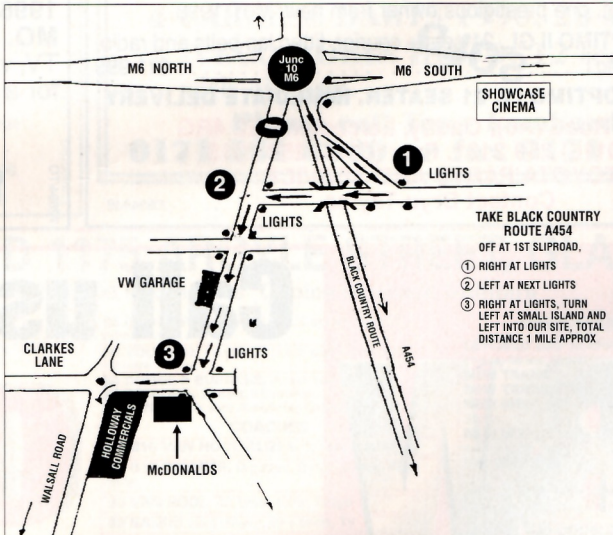 Junc
10
M6
M6 NORTH
M6 SOUTH
SHOWCASE
CINEMA
1
LIGHTS
2
LIGHTS
TAKE BLACK COUNTRY
ROUTE A454
OFF AT 1ST SLIPROAD,
1 RIGHT AT LIGHTS
2 LEFT AT NEXT LIGHTS
3 RIGHT AT LIGHTS, TURN
LEFT AT SMALL ISLAND AND
LEFT INTO OUR SITE, TOTAL
DISTANCE 1 MILE APPROX
VW GARAGE
BLACK COUNTRY ROUTE
A454
CLARKES
LANE
3
LIGHTS
HOLLOWAY
COMMERCIALS
WALSALL ROAD
McDONALDS